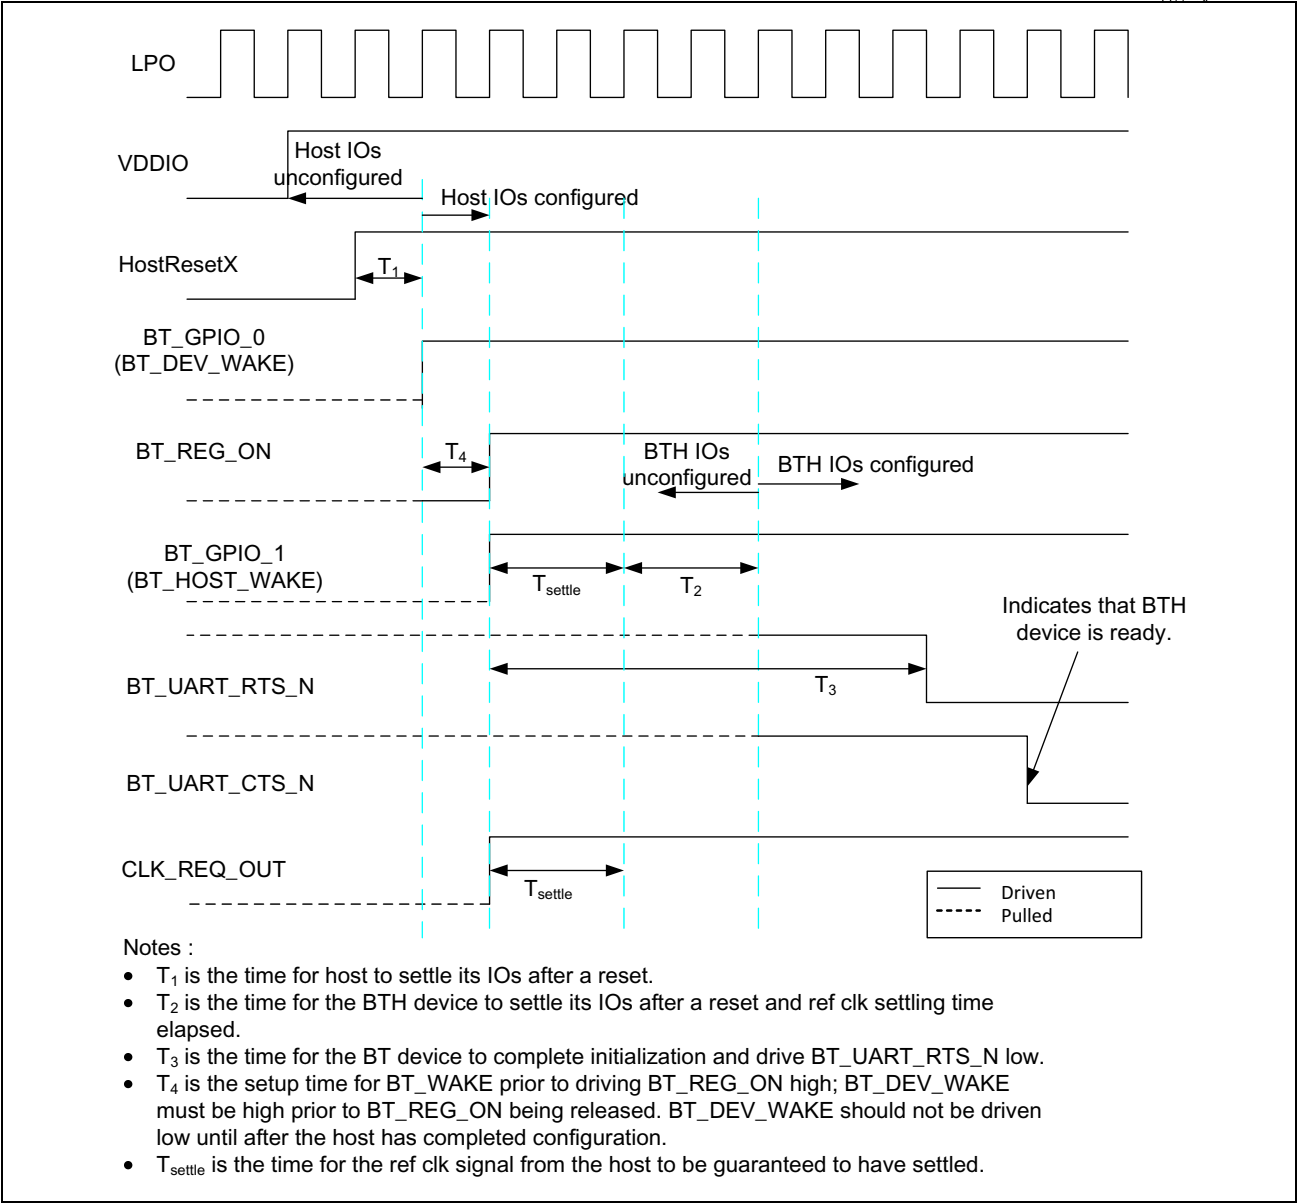 LPO
VDDIO
Host IOs
unconfigured
Host IOs configured
HostResetX
T1
BT_GPIO_0
(BT_DEV_WAKE)
BT_REG_ON
T4
BTH IOs
unconfigured
BTH IOs configured
BT_GPIO_1
(BT_HOST_WAKE)
Tsettle
T2
Indicates that BTH
device is ready.
BT_UART_RTS_N
T3
BT_UART_CTS_N
CLK_REQ_OUT
Tsettle
Driven
Pulled
Notes :
• T1 is the time for host to settle its IOs after a reset.
• T2 is the time for the BTH device to settle its IOs after a reset and ref clk settling time
elapsed.
• T3 is the time for the BT device to complete initialization and drive BT_UART_RTS_N low.
• T4 is the setup time for BT_WAKE prior to driving BT_REG_ON high; BT_DEV_WAKE
must be high prior to BT_REG_ON being released. BT_DEV_WAKE should not be driven
low until after the host has completed configuration.
• Tsettle is the time for the ref clk signal from the host to be guaranteed to have settled.